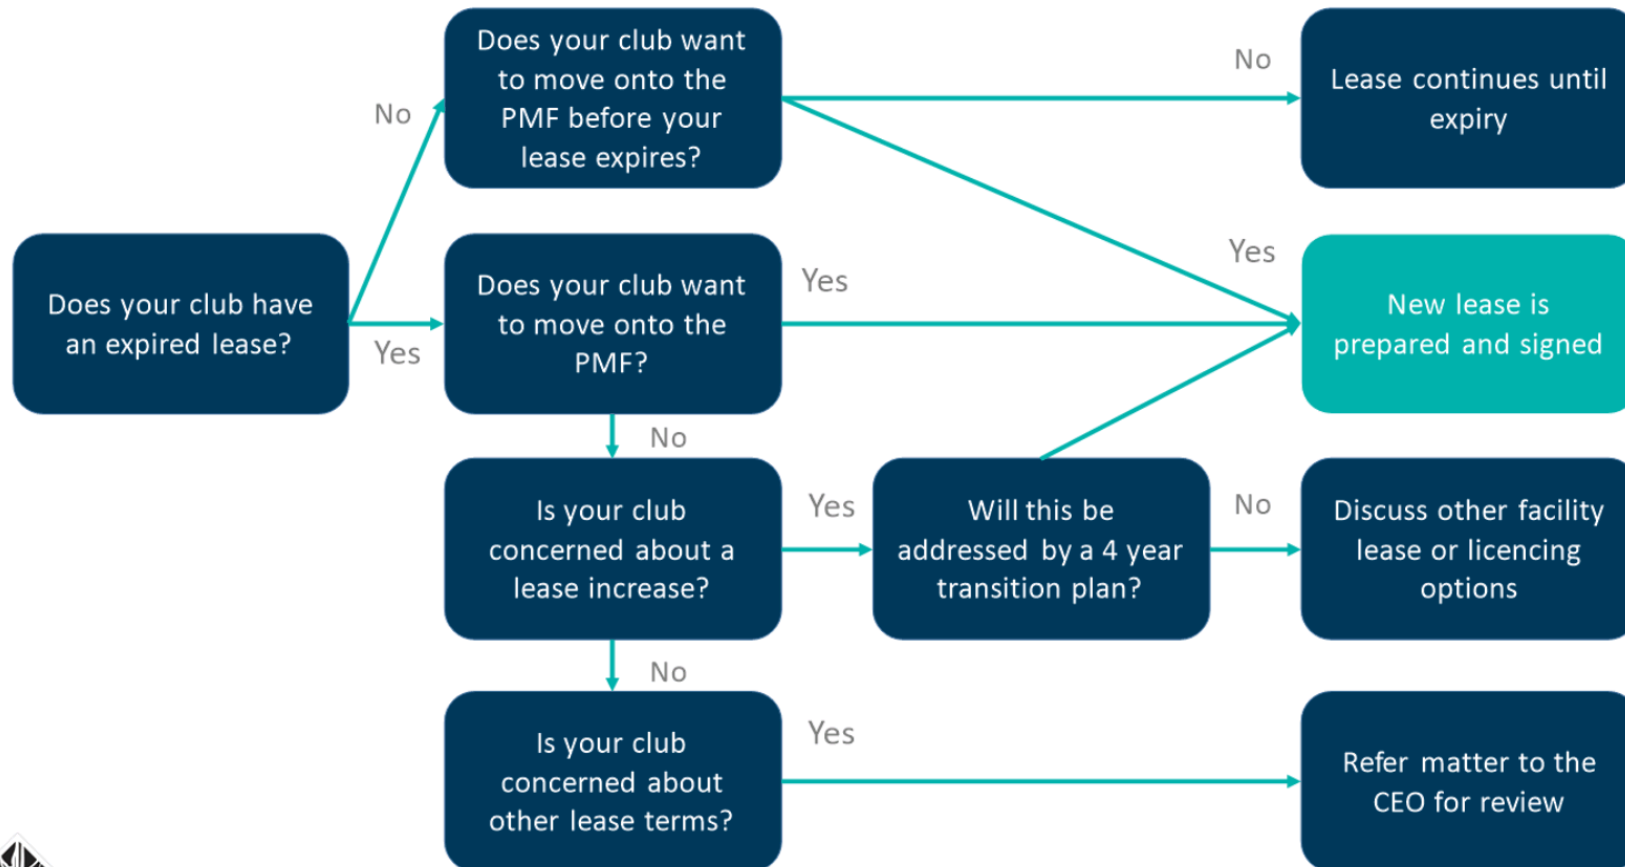 Does your club want
to move onto the
PMF before your
lease expires?
No
Lease continues until
expiry
No
Does your club have
an expired lease?
Yes
Does your club want
to move onto the
PMF?
Yes
Yes
New lease is
prepared and signed
No
Is your club
concerned about a
lease increase?
Yes
Will this be
addressed by a 4 year
transition plan?
No
Discuss other facility
lease or licencing
options
No
Is your club
concerned about
other lease terms?
Yes
Refer matter to the
CEO for review